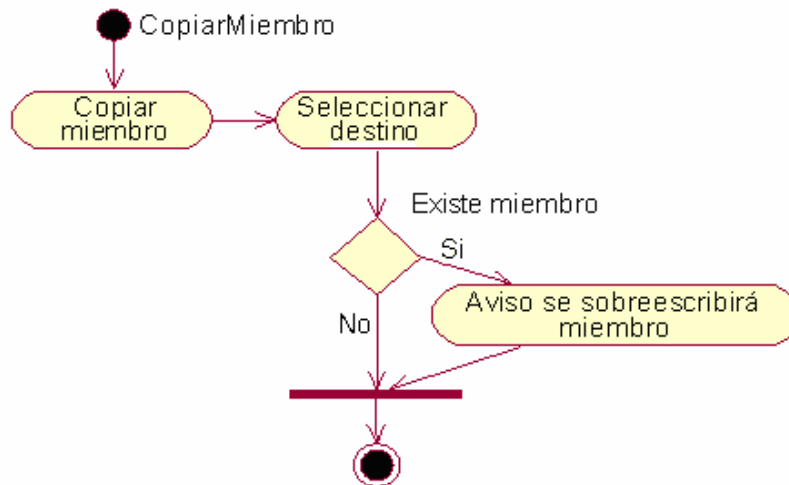 CopiarMiembro
Copiar
miembro
Seleccionar
destino
Existe miembro
Si
No
Aviso se sobreescribirá
miembro